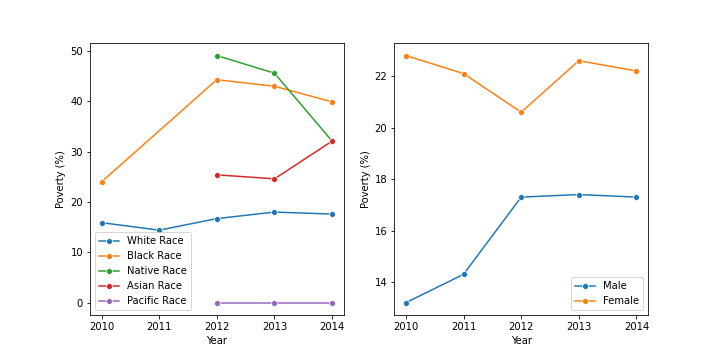 50
40
30
20
10
0
Poverty (%)
2010 2011 2012 2013 2014
Year
White Race
Black Race
Native Race
Asian Race
Pacific Race
22
20
18
16
14
Poverty (%)
2010 2011 2012 2013 2014
Year
Male
Female